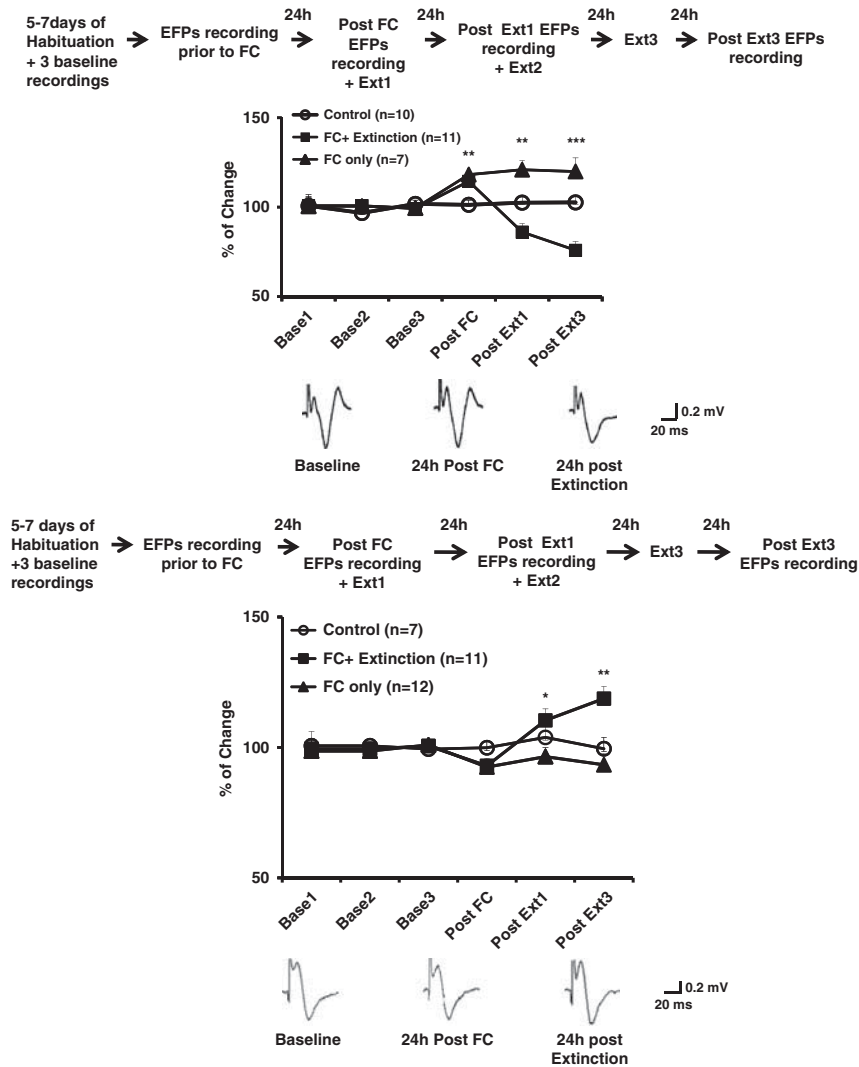 5-7days of
Habituation
+ 3 baseline
recordings
EFPs recording
prior to FC
24h
Post FC
EFPs
recording
+ Ext1
24h
Post Ext1 EFPs
recording
+ Ext2
24h
Ext3
24h
Post Ext3 EFPs
recording
150
100
50
% of Change
Control (n=10)
FC+ Extinction (n=11)
FC only (n=7)
**
**
***
Base1
Base2
Base3
Post FC
Post Ext1
Post Ext3
Baseline
24h Post FC
24h post
Extinction
0.2 mV
20 ms
5-7 days of
Habituation
+3 baseline
recordings
EFPs recording
prior to FC
24h
Post FC
EFPs recording
+ Ext1
24h
Post Ext1
EFPs recording
+ Ext2
24h
Ext3
24h
Post Ext3
EFPs recording
150
100
50
% of Change
Control (n=7)
FC+ Extinction (n=11)
FC only (n=12)
*
**
Base1
Base2
Base3
Post FC
Post Ext1
Post Ext3
Baseline
24h Post FC
24h post
Extinction
0.2 mV
20 ms